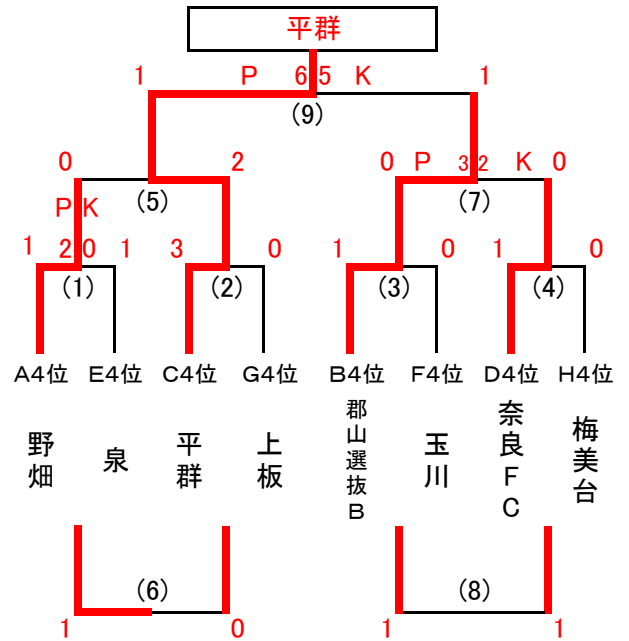 平群
1 P 6 5 K 1
(9)
0 2 0 P 3 2 K 0
(5) (7)
P K
1 2 0 1 3 0 1 0 1 0
(1) (2) (3) (4)
A4位 E4位 C4位 G4位 B4位 F4位 D4位 H4位
野畑
泉
平群
上板
郡山選抜B
玉川
奈良FC
梅美台
(6) (8)
1 0 1 1